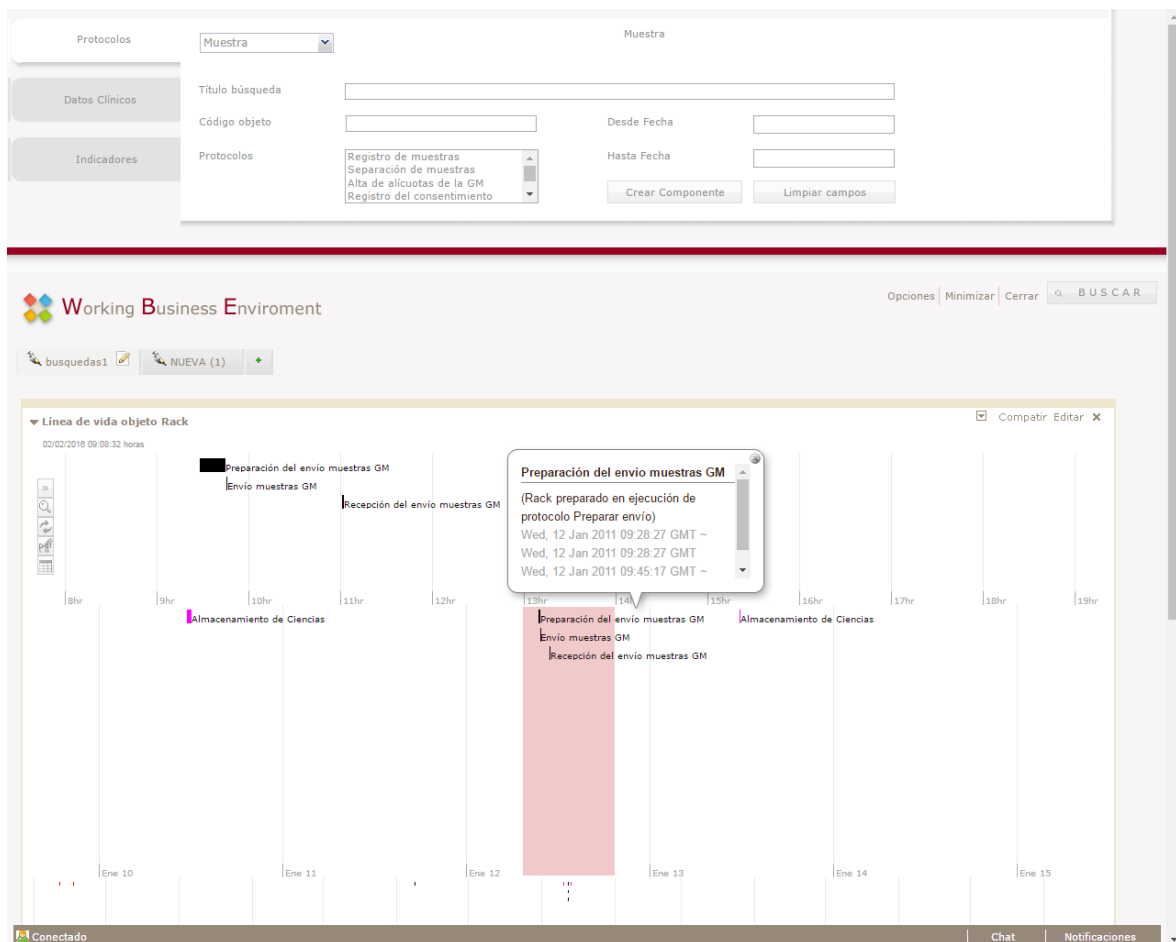 Protocolos
Muestra
Muestra
Datos Clínicos
Indicadores
Título búsqueda
Código objeto
Desde Fecha
Protocolos
Registro de muestras
Separación de muestras
Alta de alícuotas de la GM
Registro del consentimiento
Hasta Fecha
Crear Componente
Limpiar campos
Working Business Enviroment
Opciones Minimizar Cerrar BUSCAR
busquedas1 NUEVA (1) +
Línea de vida objeto Rack
Compatir Editar
02/02/2016 09:08:32 horas
Preparación del envío muestras GM
Envío muestras GM
Recepción del envío muestras GM
Preparación del envío muestras GM
(Rack preparado en ejecución de
protocolo Preparar envío)
Wed, 12 Jan 2011 09:28:27 GMT ~
Wed, 12 Jan 2011 09:28:27 GMT
Wed, 12 Jan 2011 09:45:17 GMT ~
pdf
8hr 9hr 10hr 11hr 12hr 13hr 14hr 15hr 16hr 17hr 18hr 19hr
Almacenamiento de Ciencias
Preparación del envío muestras GM
Almacenamiento de Ciencias
Envío muestras GM
Recepción del envío muestras GM
Ene 10 Ene 11 Ene 12 Ene 13 Ene 14 Ene 15
Conectado
Chat Notificaciones